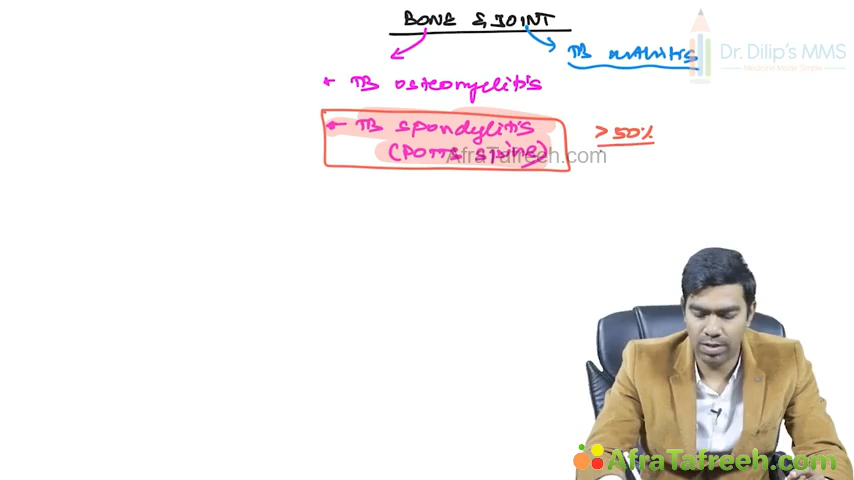 BONE & JOINT
TB arthritis
Dr. Dilip's MMS
Medicine Made Simple
* TB osteomyelitis
* TB spondylitis
(POTTS spine)
> 50%
AfraTafreeh.com
AfraTafreeh.com